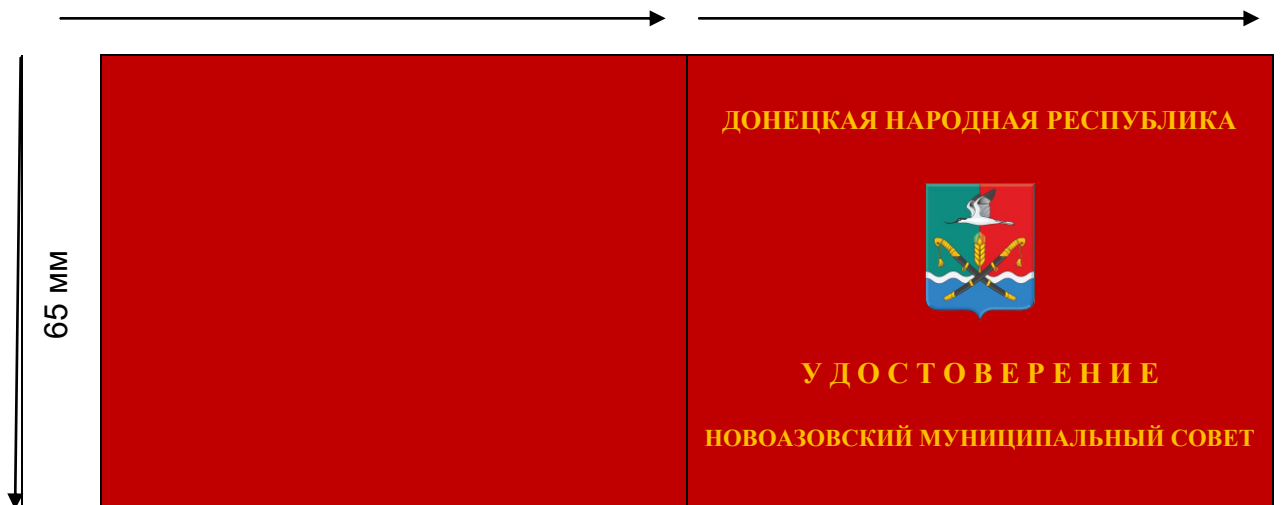 65 мм
ДОНЕЦКАЯ НАРОДНАЯ РЕСПУБЛИКА
У Д О С Т О В Е Р Е Н И Е
НОВОАЗОВСКИЙ МУНИЦИПАЛЬНЫЙ СОВЕТ